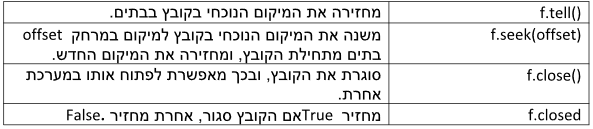 f.tell() מחזירה את המיקום הנוכחי בקובץ בבתים.
f.seek(offset) משנה את המיקום הנוכחי בקובץ למיקום במרחק offset
בתים מתחילת הקובץ, ומחזירה את המיקום החדש.
f.close() סוגרת את הקובץ, ובכך מאפשרת לפתוח אותו במערכת
אחרת.
f.closed מחזיר True אם הקובץ סגור, אחרת מחזיר False.